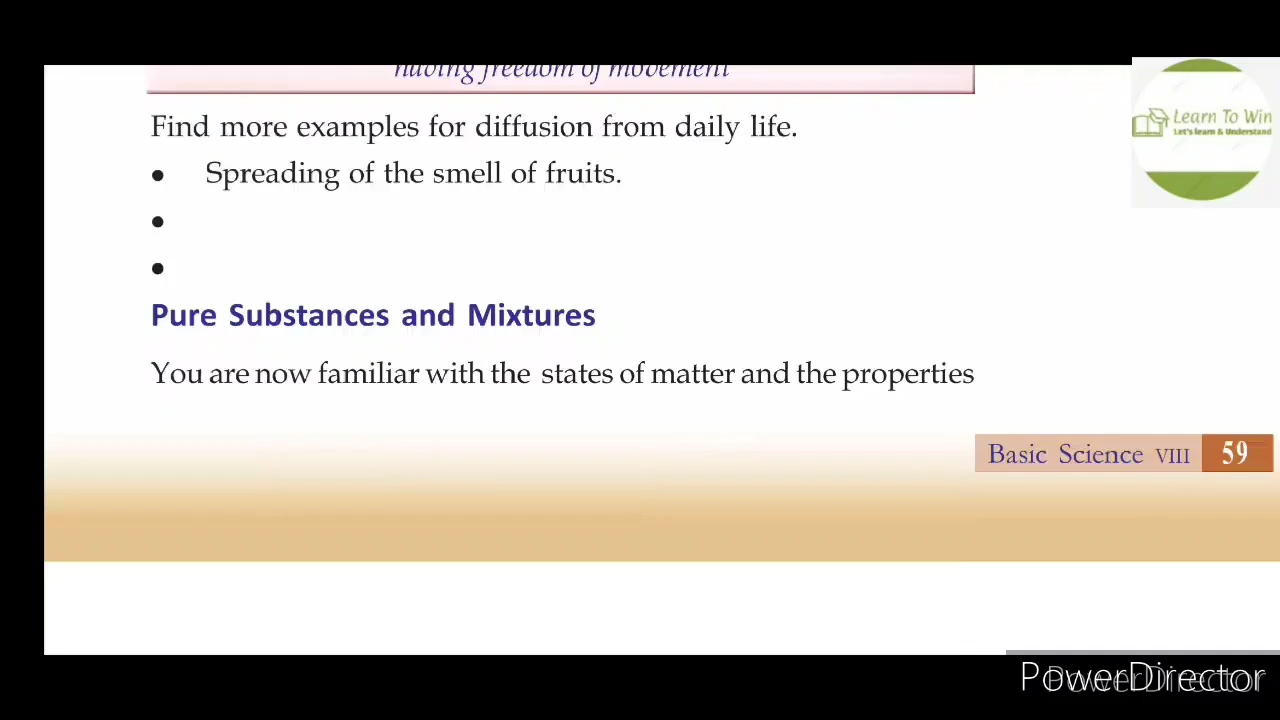 having freedom of movement
Learn To Win
Let's learn & Understand
Find more examples for diffusion from daily life.
• Spreading of the smell of fruits.
•
•
Pure Substances and Mixtures
You are now familiar with the states of matter and the properties
Basic Science VIII 59
PowerDirector
PowerDirector